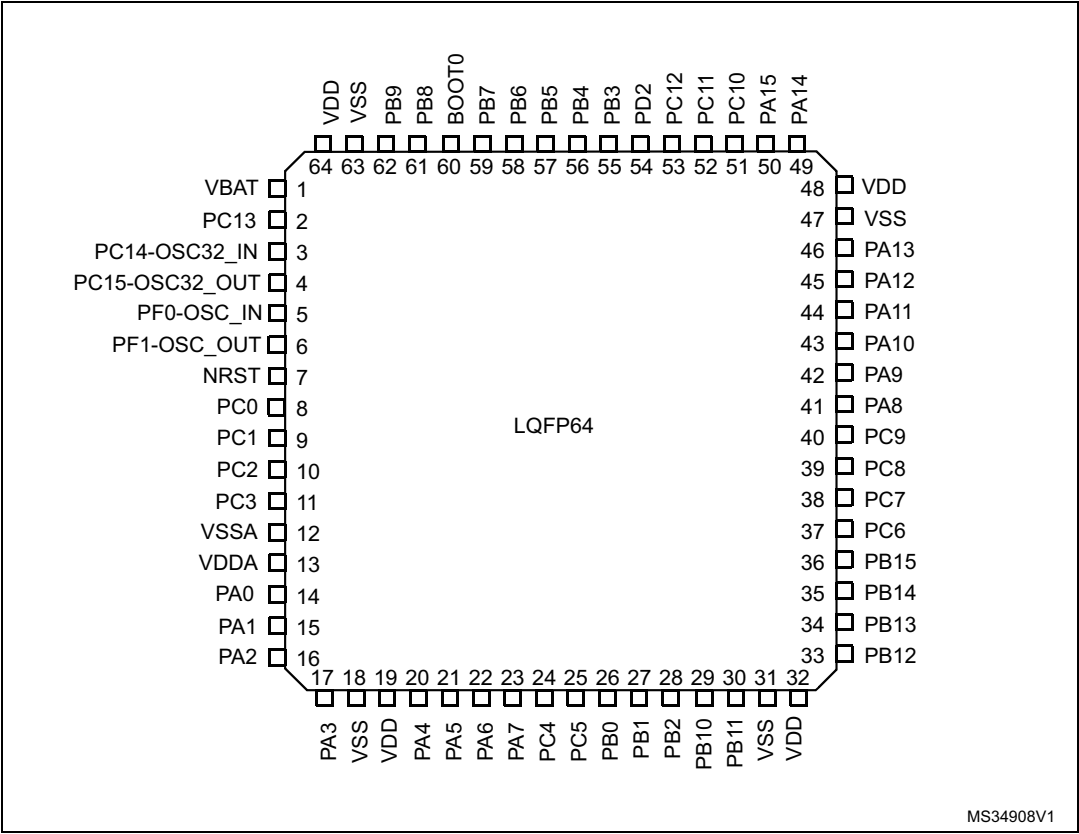 VDD VSS PB9 PB8 BOOT0 PB7 PB6 PB5 PB4 PB3 PD2 PC12 PC11 PC10 PA15 PA14
64 63 62 61 60 59 58 57 56 55 54 53 52 51 50 49
VBAT 1 48 VDD
PC13 2 47 VSS
PC14-OSC32_IN 3 46 PA13
PC15-OSC32_OUT 4 45 PA12
PF0-OSC_IN 5 44 PA11
PF1-OSC_OUT 6 43 PA10
NRST 7 42 PA9
PC0 8 41 PA8
LQFP64
PC1 9 40 PC9
PC2 10 39 PC8
PC3 11 38 PC7
VSSA 12 37 PC6
VDDA 13 36 PB15
PA0 14 35 PB14
PA1 15 34 PB13
PA2 16 33 PB12
17 18 19 20 21 22 23 24 25 26 27 28 29 30 31 32
PA3 VSS VDD PA4 PA5 PA6 PA7 PC4 PC5 PB0 PB1 PB2 PB10 PB11 VSS VDD
MS34908V1